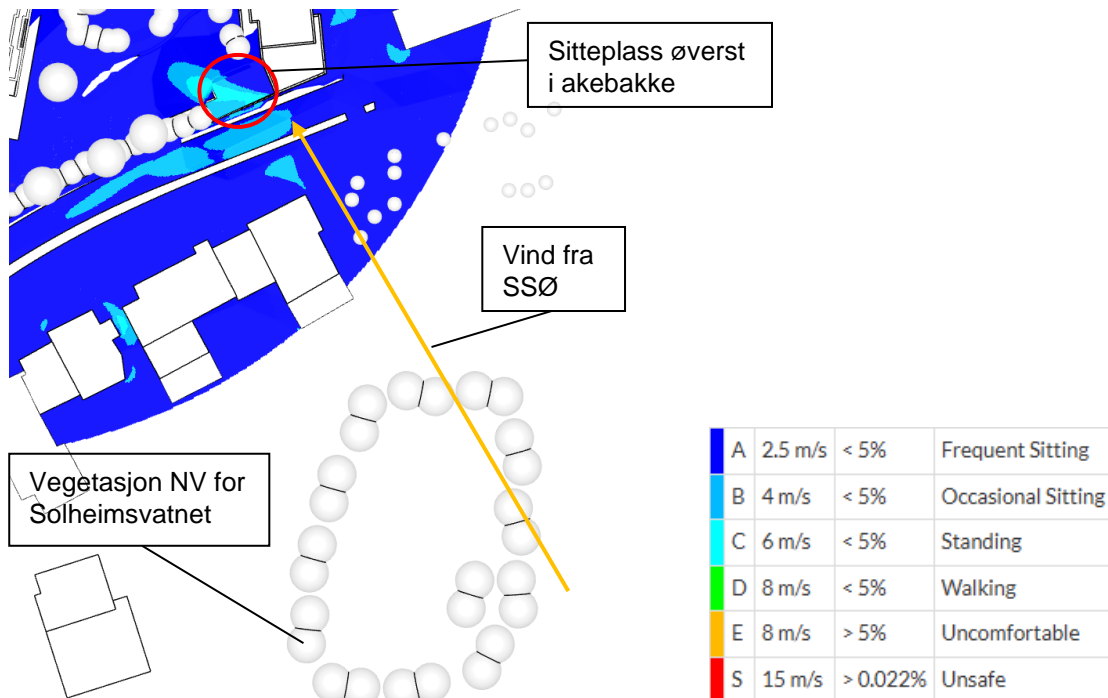 Sitteplass øverst
i akebakke
Vind fra
SSØ
Vegetasjon NV for
Solheimsvatnet
A 2.5 m/s < 5% Frequent Sitting
B 4 m/s < 5% Occasional Sitting
C 6 m/s < 5% Standing
D 8 m/s < 5% Walking
E 8 m/s > 5% Uncomfortable
S 15 m/s > 0.022% Unsafe